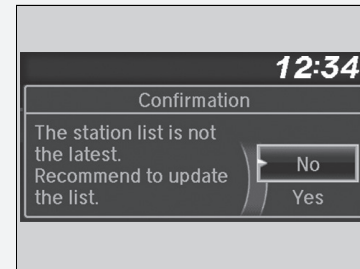 12:34
Confirmation
The station list is not
the latest.
Recommend to update
the list.
No
Yes